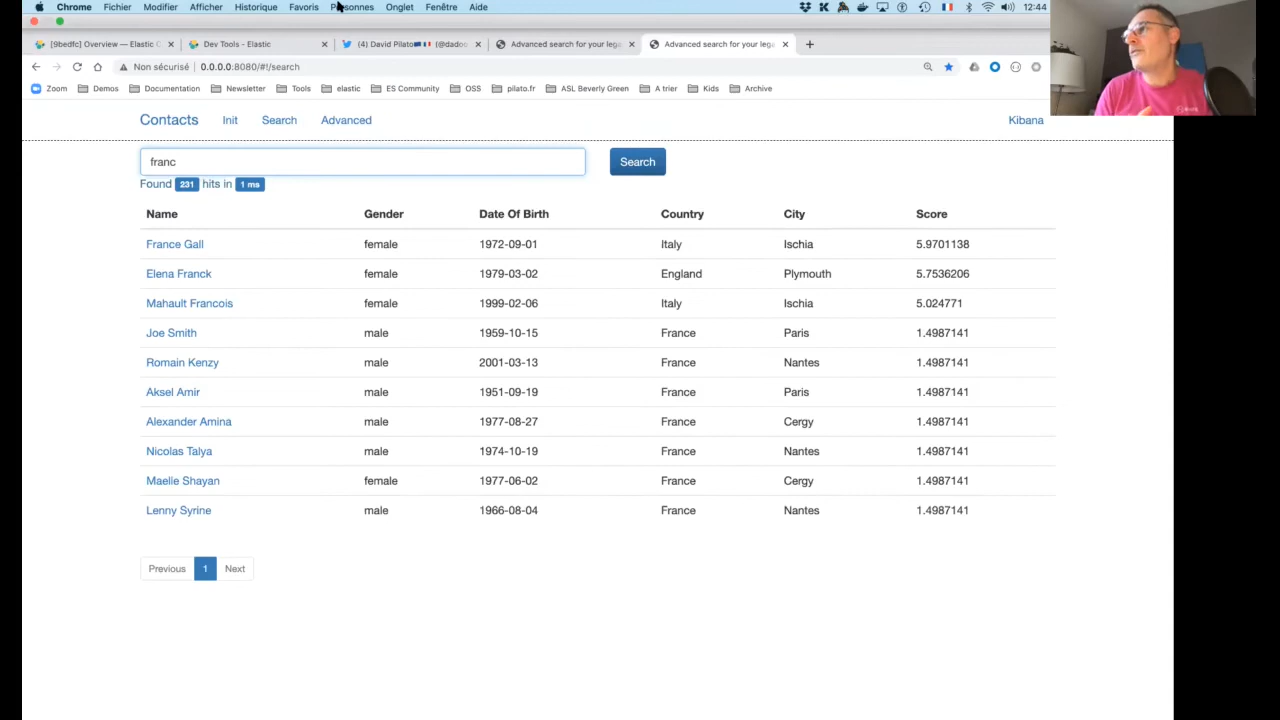 Chrome Fichier Modifier Afficher Historique Favoris Personnes Onglet Fenêtre Aide 12:44
[9bedfc] Overview — Elastic C Dev Tools - Elastic (4) David Pilato (@dado Advanced search for your lega Advanced search for your lega
Non sécurisé 0.0.0.0:8080/#!/search
Zoom Demos Documentation Newsletter Tools elastic ES Community OSS pilato.fr ASL Beverly Green A trier Kids Archive
Contacts Init Search Advanced Kibana
franc Search
Found 231 hits in 1 ms
Name Gender Date Of Birth Country City Score
France Gall female 1972-09-01 Italy Ischia 5.9701138
Elena Franck female 1979-03-02 England Plymouth 5.7536206
Mahault Francois female 1999-02-06 Italy Ischia 5.024771
Joe Smith male 1959-10-15 France Paris 1.4987141
Romain Kenzy male 2001-03-13 France Nantes 1.4987141
Aksel Amir male 1951-09-19 France Paris 1.4987141
Alexander Amina male 1977-08-27 France Cergy 1.4987141
Nicolas Talya male 1974-10-19 France Nantes 1.4987141
Maelie Shayan female 1977-06-02 France Cergy 1.4987141
Lenny Syrine male 1966-08-04 France Nantes 1.4987141
Previous 1 Next